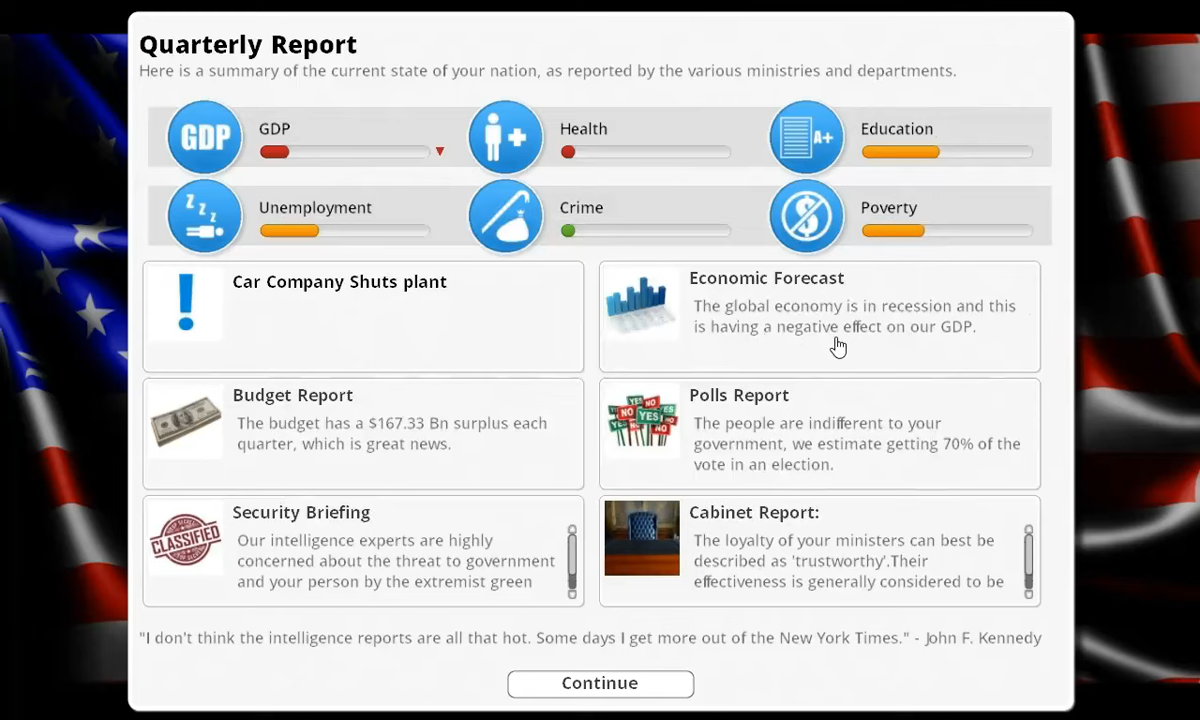 Quarterly Report
Here is a summary of the current state of your nation, as reported by the various ministries and departments.
GDP
GDP
Health
A+
Education
Z Z Z
Unemployment
Crime
$
Poverty
Car Company Shuts plant
Economic Forecast
The global economy is in recession and this
is having a negative effect on our GDP.
Budget Report
The budget has a $167.33 Bn surplus each
quarter, which is great news.
YES NO YES
NO YES NO
Polls Report
The people are indifferent to your
government, we estimate getting 70% of the
vote in an election.
CLASSIFIED
Security Briefing
Our intelligence experts are highly
concerned about the threat to government
and your person by the extremist green
Cabinet Report:
The loyalty of your ministers can best be
described as 'trustworthy'.Their
effectiveness is generally considered to be
"I don't think the intelligence reports are all that hot. Some days I get more out of the New York Times." - John F. Kennedy
Continue